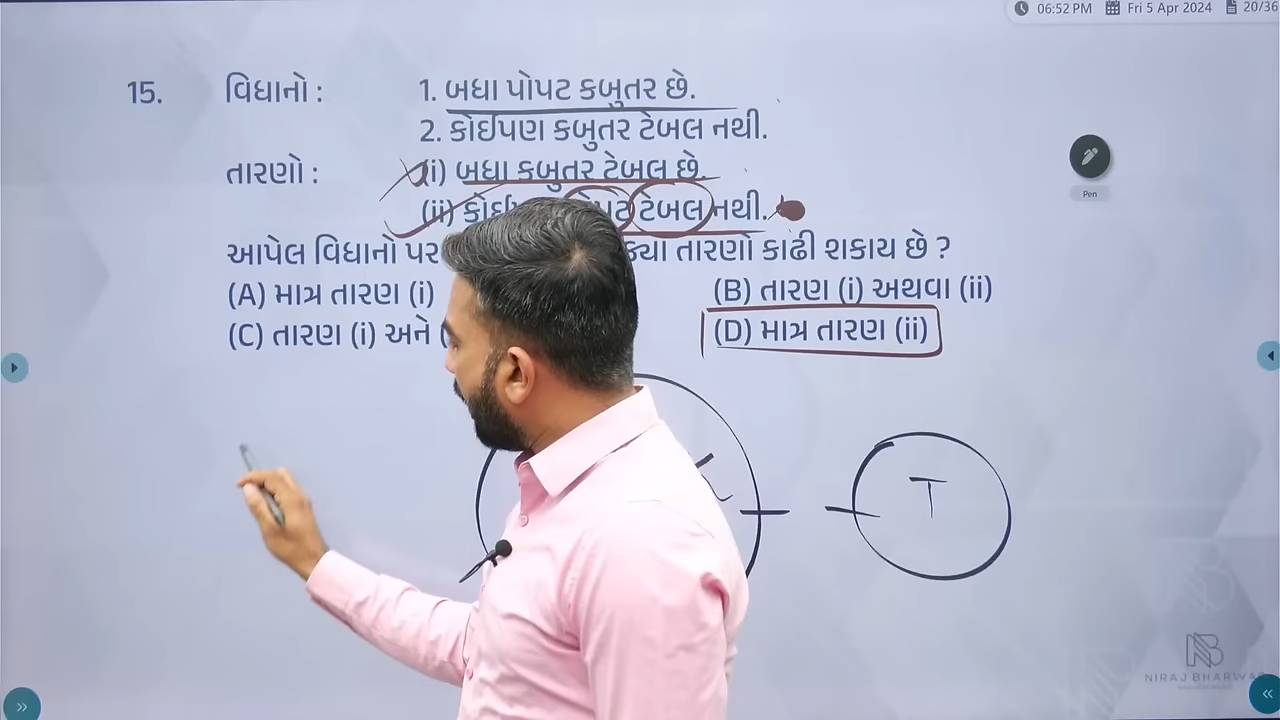 06:52 PM Fri 5 Apr 2024 20/36
15. વિધાનો : 1. બધા પોપટ કબુતર છે.
2. કોઈપણ કબુતર ટેબલ નથી.
Pen
તારણો : (i) બધા કબુતર ટેબલ છે.
(ii) ટેબલ નથી.
આપેલ વિધાનો પર તારણો કાઢી શકાય છે ?
(A) માત્ર તારણ (i) (B) તારણ (i) અથવા (ii)
(C) તારણ (i) અને (D) માત્ર તારણ (ii)
T
NIRAJ BHARWA